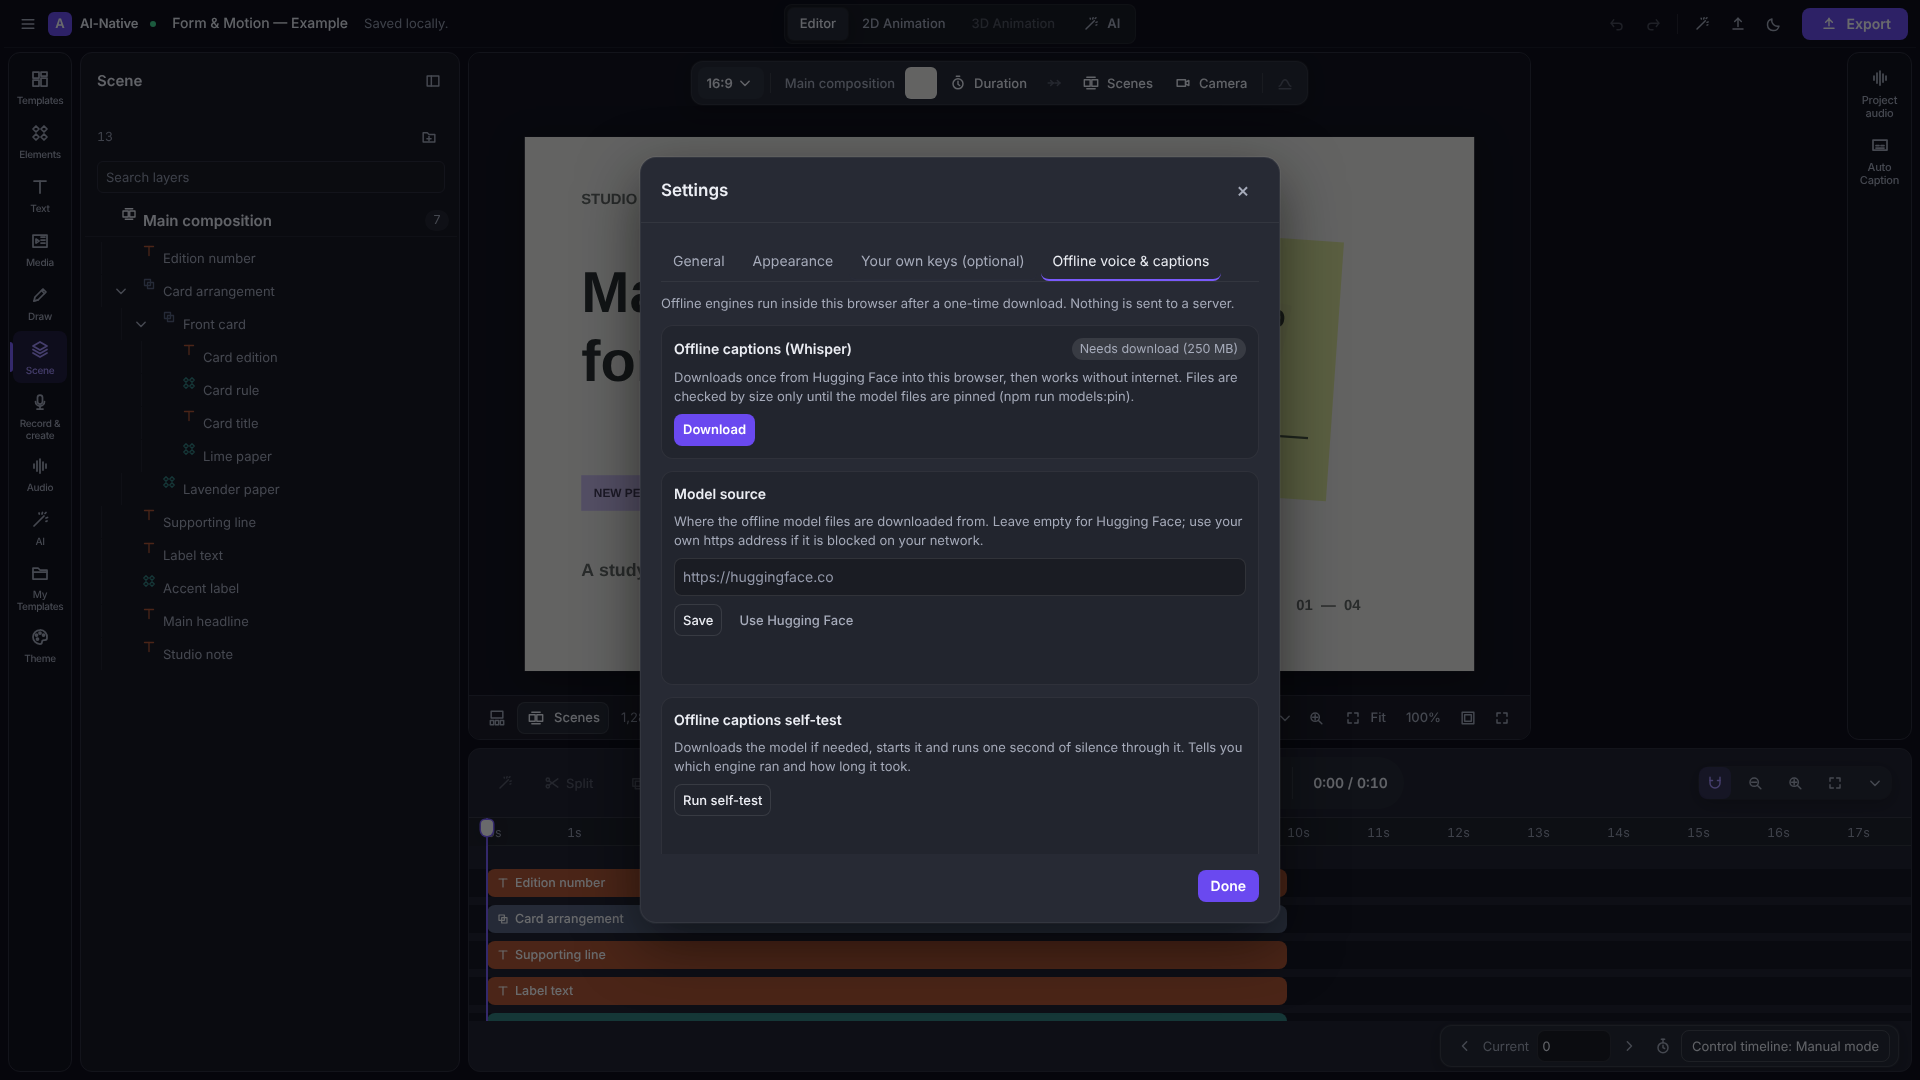 AI-Native
Form & Motion — Example
Saved locally.
Editor
2D Animation
3D Animation
AI
Export
Templates
Elements
Text
Media
Draw
Scene
Record &
create
Audio
AI
My
Templates
Theme
Scene
13
Search layers
Main composition
7
Edition number
Card arrangement
Front card
Card edition
Card rule
Card title
Lime paper
Lavender paper
Supporting line
Label text
Accent label
Main headline
Studio note
16:9
Main composition
Duration
Scenes
Camera
STUDIO
NEW PE
A study
01 — 04
Settings
General
Appearance
Your own keys (optional)
Offline voice & captions
Offline engines run inside this browser after a one-time download. Nothing is sent to a server.
Offline captions (Whisper)
Needs download (250 MB)
Downloads once from Hugging Face into this browser, then works without internet. Files are
checked by size only until the model files are pinned (npm run models:pin).
Download
Model source
Where the offline model files are downloaded from. Leave empty for Hugging Face; use your
own https address if it is blocked on your network.
https://huggingface.co
Save
Use Hugging Face
Offline captions self-test
Downloads the model if needed, starts it and runs one second of silence through it. Tells you
which engine ran and how long it took.
Run self-test
Done
Project
audio
Auto
Caption
Scenes
Fit
100%
Split
0:00 / 0:10
1s
10s
11s
12s
13s
14s
15s
16s
17s
Edition number
Card arrangement
Supporting line
Label text
Current
0
Control timeline: Manual mode